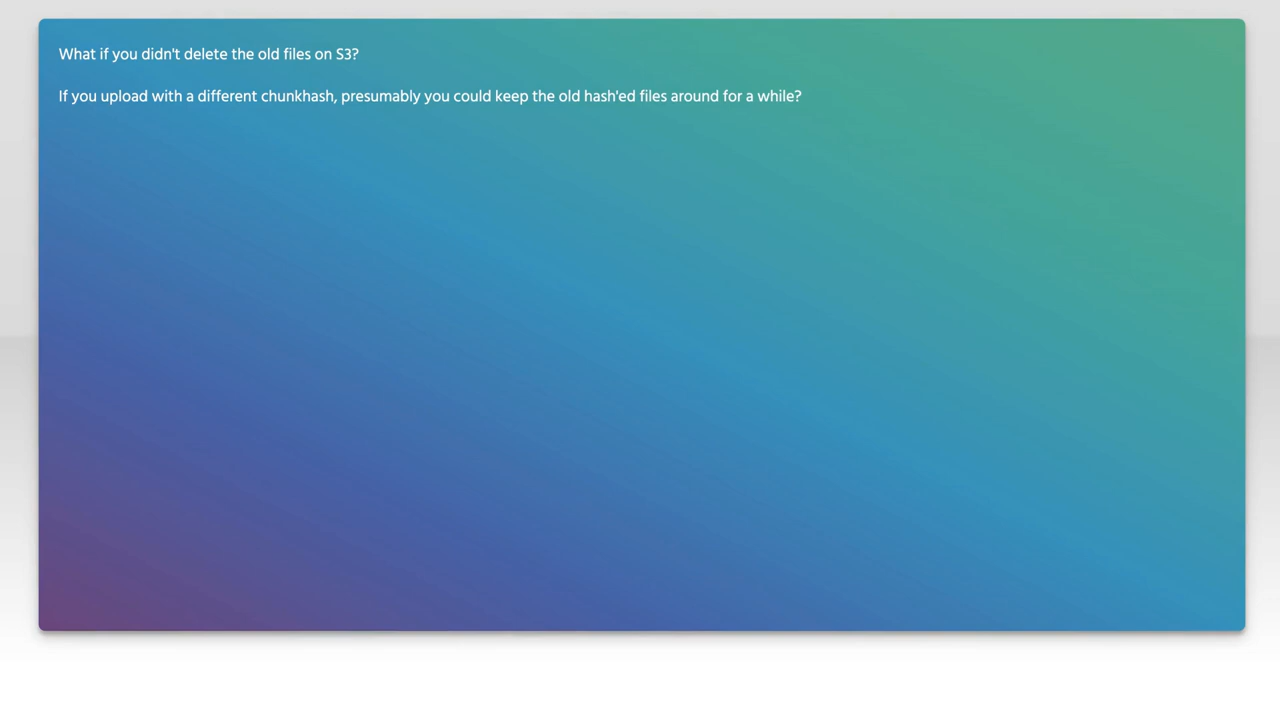 What if you didn't delete the old files on S3?
If you upload with a different chunkhash, presumably you could keep the old hash'ed files around for a while?